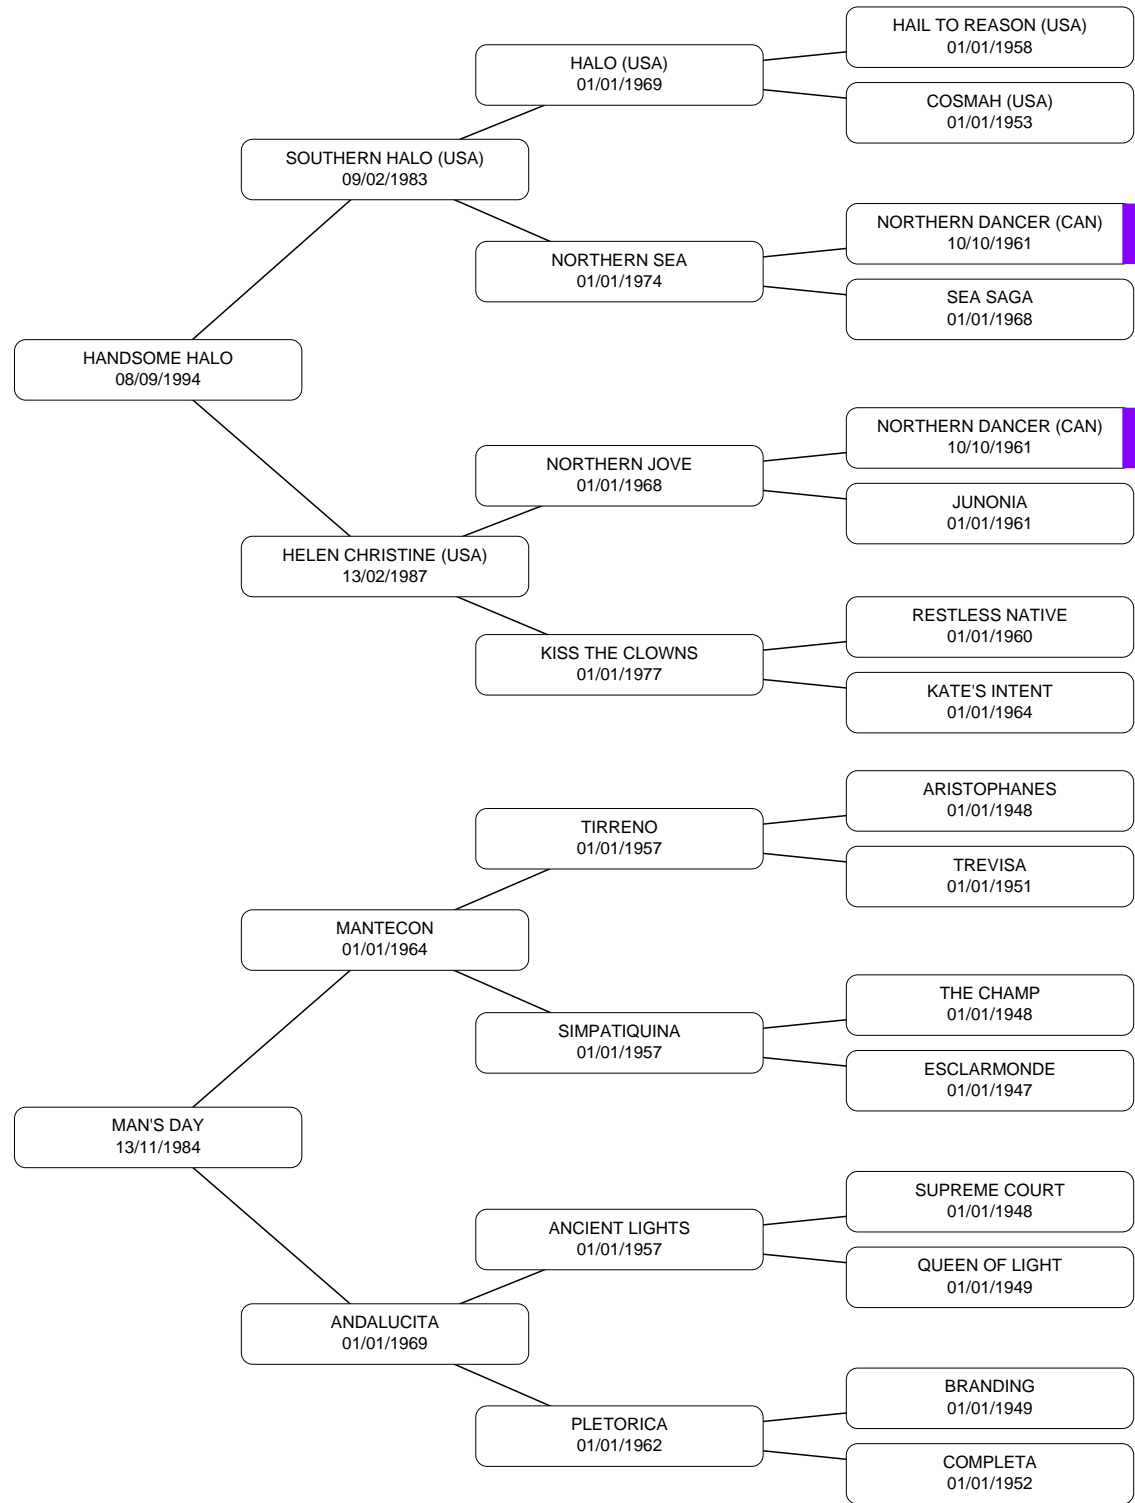 HAIL TO REASON (USA)
01/01/1958
HALO (USA)
01/01/1969
COSMAH (USA)
01/01/1953
SOUTHERN HALO (USA)
09/02/1983
NORTHERN DANCER (CAN)
10/10/1961
NORTHERN SEA
01/01/1974
SEA SAGA
01/01/1968
HANDSOME HALO
08/09/1994
NORTHERN DANCER (CAN)
10/10/1961
NORTHERN JOVE
01/01/1968
JUNONIA
01/01/1961
HELEN CHRISTINE (USA)
13/02/1987
RESTLESS NATIVE
01/01/1960
KISS THE CLOWNS
01/01/1977
KATE'S INTENT
01/01/1964
ARISTOPHANES
01/01/1948
TIRRENO
01/01/1957
TREVISA
01/01/1951
MANTECON
01/01/1964
THE CHAMP
01/01/1948
SIMPATIQUINA
01/01/1957
ESCLARMONDE
01/01/1947
MAN'S DAY
13/11/1984
SUPREME COURT
01/01/1948
ANCIENT LIGHTS
01/01/1957
QUEEN OF LIGHT
01/01/1949
ANDALUCITA
01/01/1969
BRANDING
01/01/1949
PLETORICA
01/01/1962
COMPLETA
01/01/1952